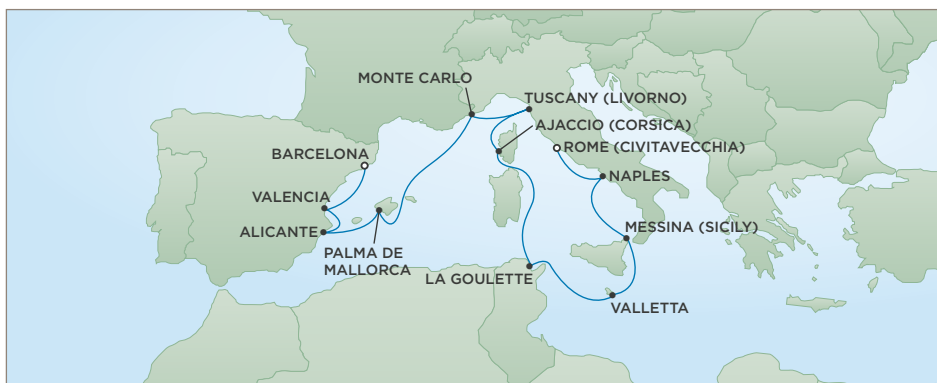 MONTE CARLO
TUSCANY (LIVORNO)
AJACCIO (CORSICA)
ROME (CIVITAVECCHIA)
BARCELONA
NAPLES
VALENCIA
MESSINA (SICILY)
ALICANTE
PALMA DE
MALLORCA
LA GOULETTE
VALLETTA